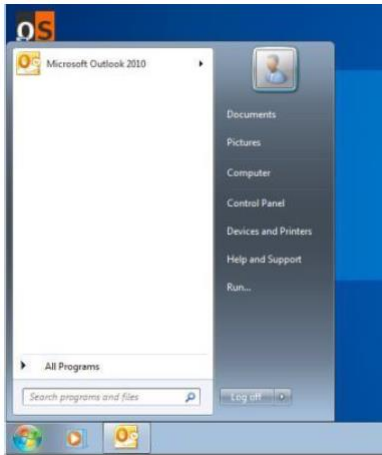 OS
Microsoft Outlook 2010
Documents
Pictures
Computer
Control Panel
Devices and Printers
Help and Support
Run...
All Programs
Search programs and files
Log off